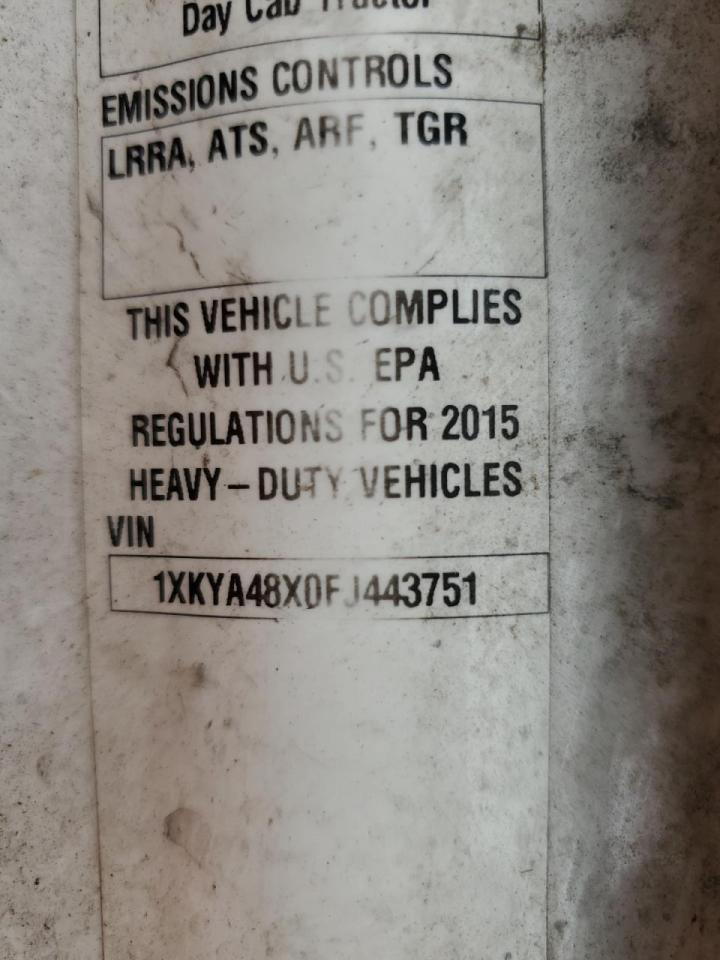 Day Cab Tractor
EMISSIONS CONTROLS
LRRA, ATS, ARF, TGR
THIS VEHICLE COMPLIES
WITH U.S. EPA
REGULATIONS FOR 2015
HEAVY-DUTY VEHICLES
VIN
1XKYA48X0FJ443751